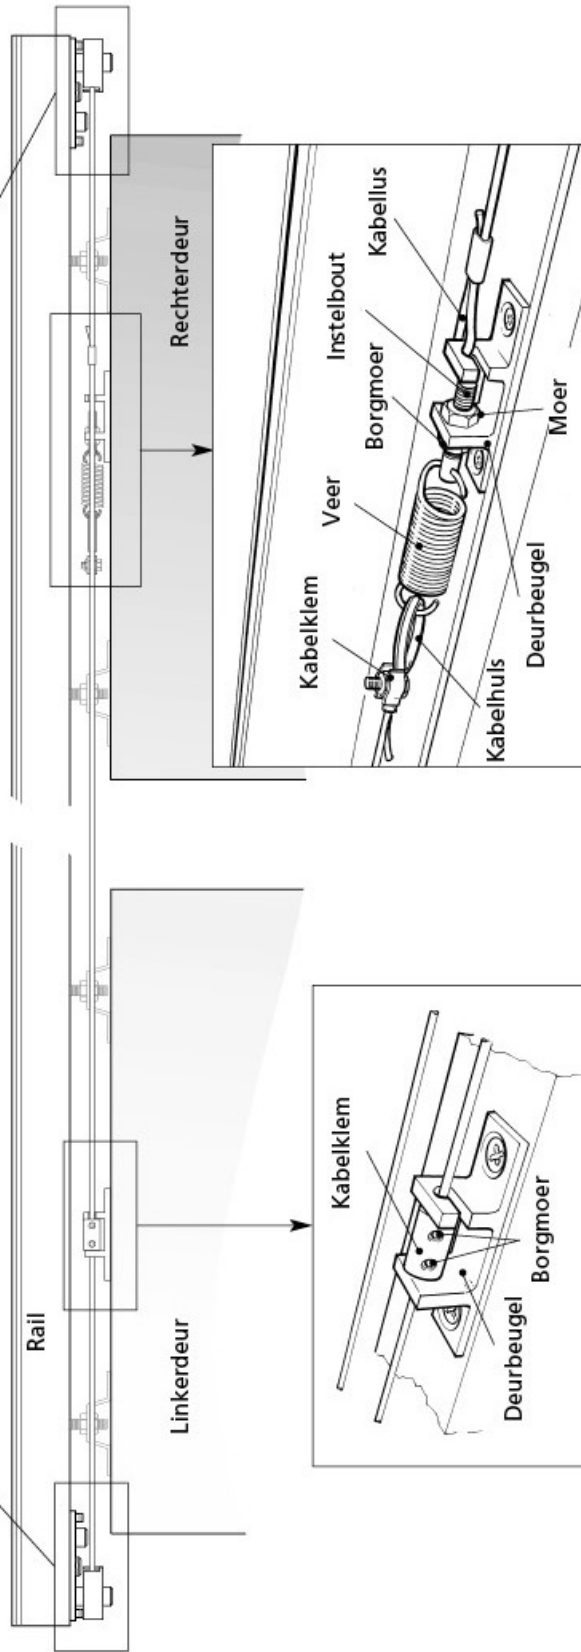 Rail
Linkerdeur
Rechterdeur
Kabelklem
Deurbeugel
Borgmoer
Kabelklem
Veer
Borgmoer
Instelbout
Kabellus
Kabelhuls
Deurbeugel
Moer